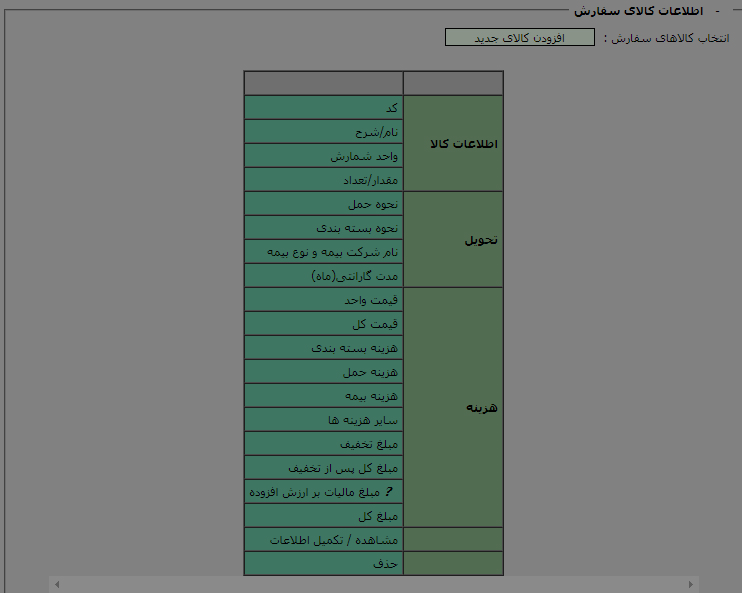 - اطلاعات کالای سفارش
انتخاب کالاهای سفارش : افزودن کالای جدید
اطلاعات کالا
کد
نام/شرح
واحد شمارش
مقدار/تعداد
تحویل
نحوه حمل
نحوه بسته بندی
نام شرکت بیمه و نوع بیمه
مدت گارانتی(ماه)
هزینه
قیمت واحد
قیمت کل
هزینه بسته بندی
هزینه حمل
هزینه بیمه
سایر هزینه ها
مبلغ تخفیف
مبلغ کل پس از تخفیف
? مبلغ مالیات بر ارزش افزوده
مبلغ کل
مشاهده / تکمیل اطلاعات
حذف